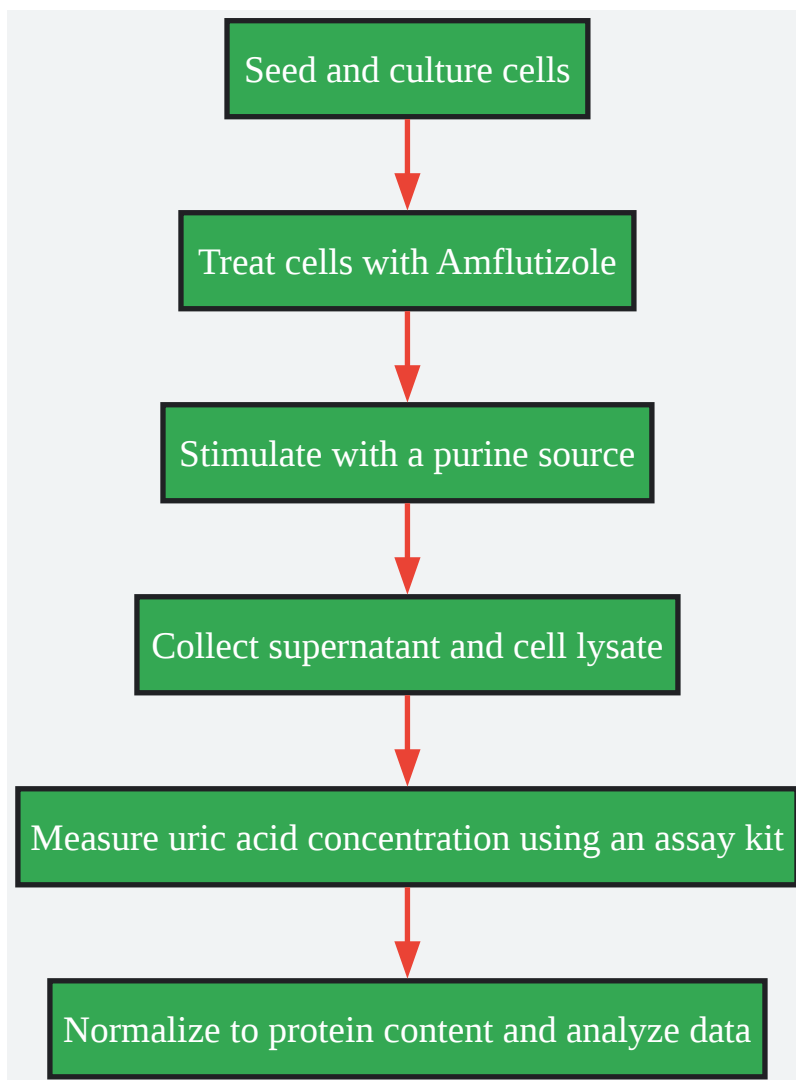 Seed and culture cells
Treat cells with Amflutizole
Stimulate with a purine source
Collect supernatant and cell lysate
Measure uric acid concentration using an assay kit
Normalize to protein content and analyze data